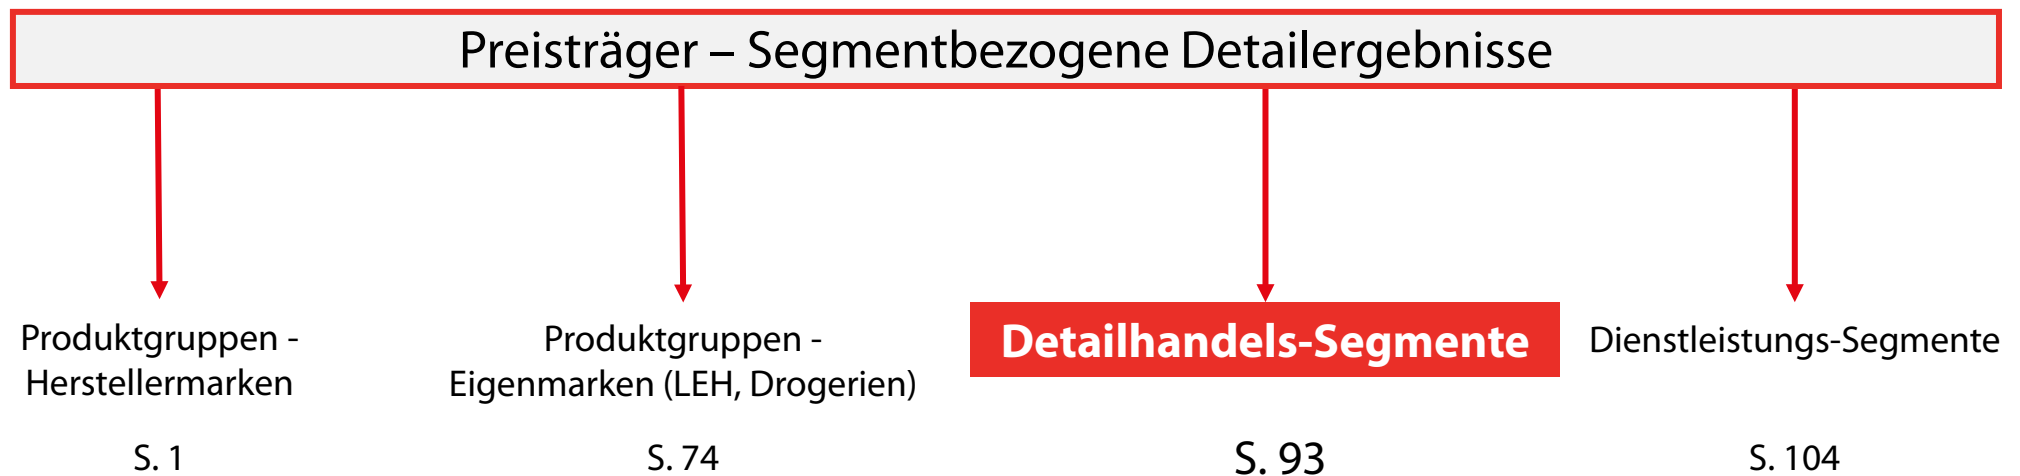 Preisträger – Segmentbezogene Detailergebnisse
Produktgruppen -
Herstellermarken
S. 1
Produktgruppen -
Eigenmarken (LEH, Drogerien)
S. 74
Detailhandels-Segmente
S. 93
Dienstleistungs-Segmente
S. 104